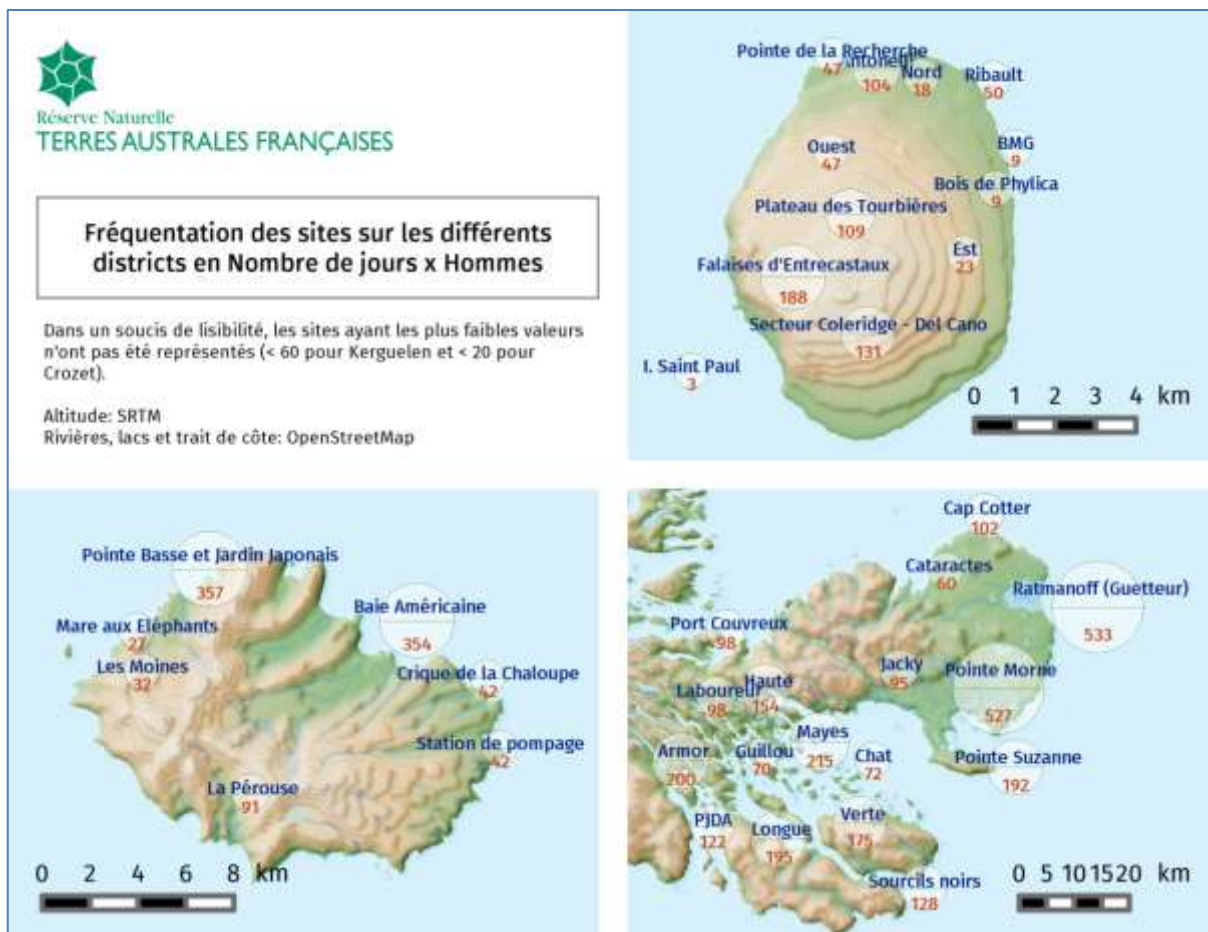 Réserve Naturelle
TERRES AUSTRALES FRANÇAISES
Fréquentation des sites sur les différents
districts en Nombre de jours x Hommes
Dans un soucis de lisibilité, les sites ayant les plus faibles valeurs
n'ont pas été représentés (< 60 pour Kerguelen et < 20 pour
Crozet).
Altitude: SRTM
Rivières, lacs et trait de côte: OpenStreetMap
Pointe de la Recherche
47
104
Nord
18
Ribault
50
Ouest
47
BMG
9
Bois de Phylica
9
Plateau des Tourbières
109
Est
23
Falaises d'Entrecastaux
188
Secteur Coleridge - Del Cano
131
I. Saint Paul
3
0 1 2 3 4 km
Pointe Basse et Jardin Japonais
357
Baie Américaine
354
Mare aux Eléphants
27
Les Moines
32
Crique de la Chaloupe
42
Station de pompage
42
La Pérouse
91
0 2 4 6 8 km
Cap Cotter
102
Cataractes
60
Ratmanoff (Guetteur)
533
Port Couvreux
98
Jacky
95
Pointe Morne
527
Haute
154
Laboureur
98
Mayes
215
Armor
200
Guillou
70
Chat
72
Pointe Suzanne
192
PJDA
122
Longue
195
Verte
175
Sourcils noirs
128
0 5 10 15 20 km